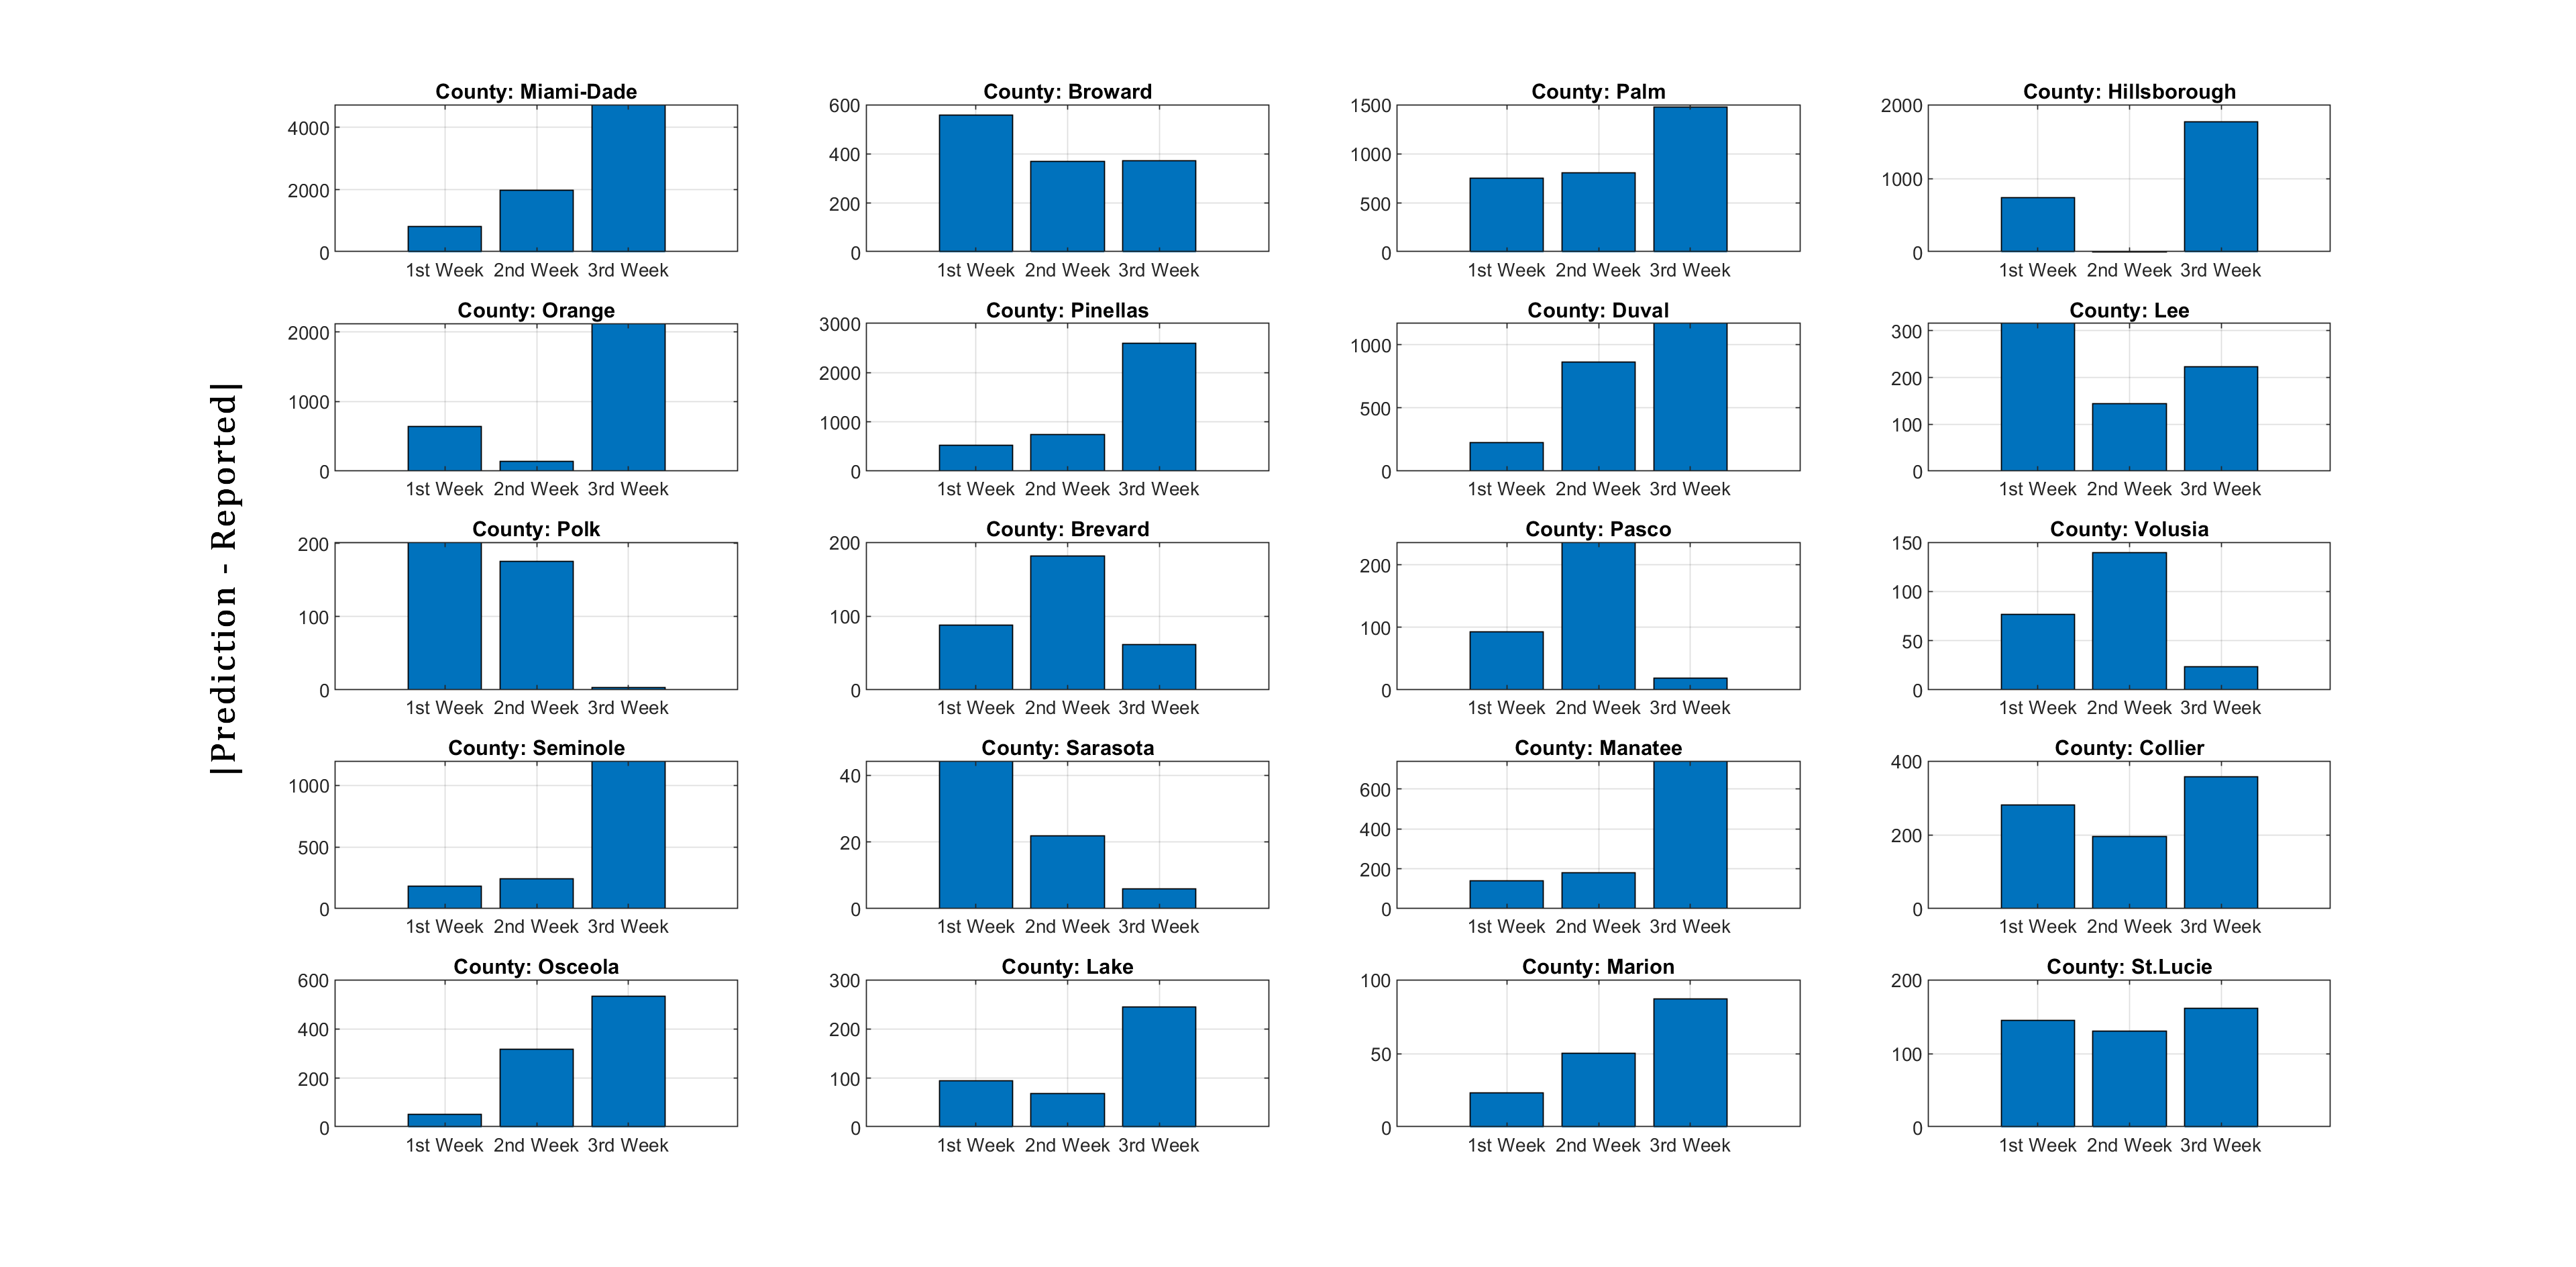 |Prediction - Reported|
County: Miami-Dade
4000
2000
0
1st Week 2nd Week 3rd Week
County: Broward
600
400
200
0
1st Week 2nd Week 3rd Week
County: Palm
1500
1000
500
0
1st Week 2nd Week 3rd Week
County: Hillsborough
2000
1000
0
1st Week 2nd Week 3rd Week
County: Orange
2000
1000
0
1st Week 2nd Week 3rd Week
County: Pinellas
3000
2000
1000
0
1st Week 2nd Week 3rd Week
County: Duval
1000
500
0
1st Week 2nd Week 3rd Week
County: Lee
300
200
100
0
1st Week 2nd Week 3rd Week
County: Polk
200
100
0
1st Week 2nd Week 3rd Week
County: Brevard
200
100
0
1st Week 2nd Week 3rd Week
County: Pasco
200
100
0
1st Week 2nd Week 3rd Week
County: Volusia
150
100
50
0
1st Week 2nd Week 3rd Week
County: Seminole
1000
500
0
1st Week 2nd Week 3rd Week
County: Sarasota
40
20
0
1st Week 2nd Week 3rd Week
County: Manatee
600
400
200
0
1st Week 2nd Week 3rd Week
County: Collier
400
200
0
1st Week 2nd Week 3rd Week
County: Osceola
600
400
200
0
1st Week 2nd Week 3rd Week
County: Lake
300
200
100
0
1st Week 2nd Week 3rd Week
County: Marion
100
50
0
1st Week 2nd Week 3rd Week
County: St.Lucie
200
100
0
1st Week 2nd Week 3rd Week